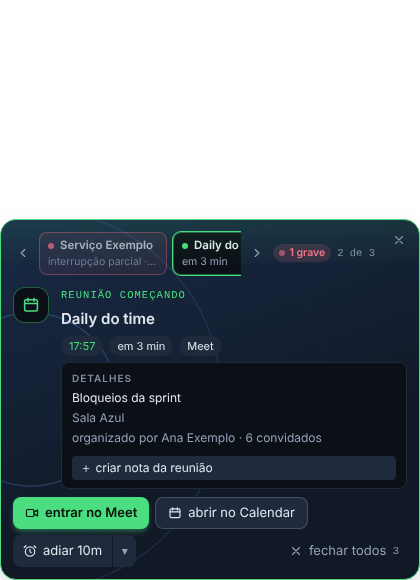 Serviço Exemplo
interrupção parcial ·...
Daily do
em 3 min
1 grave
2 de 3
REUNIÃO COMEÇANDO
Daily do time
17:57 em 3 min Meet
DETALHES
Bloqueios da sprint
Sala Azul
organizado por Ana Exemplo · 6 convidados
+ criar nota da reunião
entrar no Meet abrir no Calendar
adiar 10m fechar todos 3